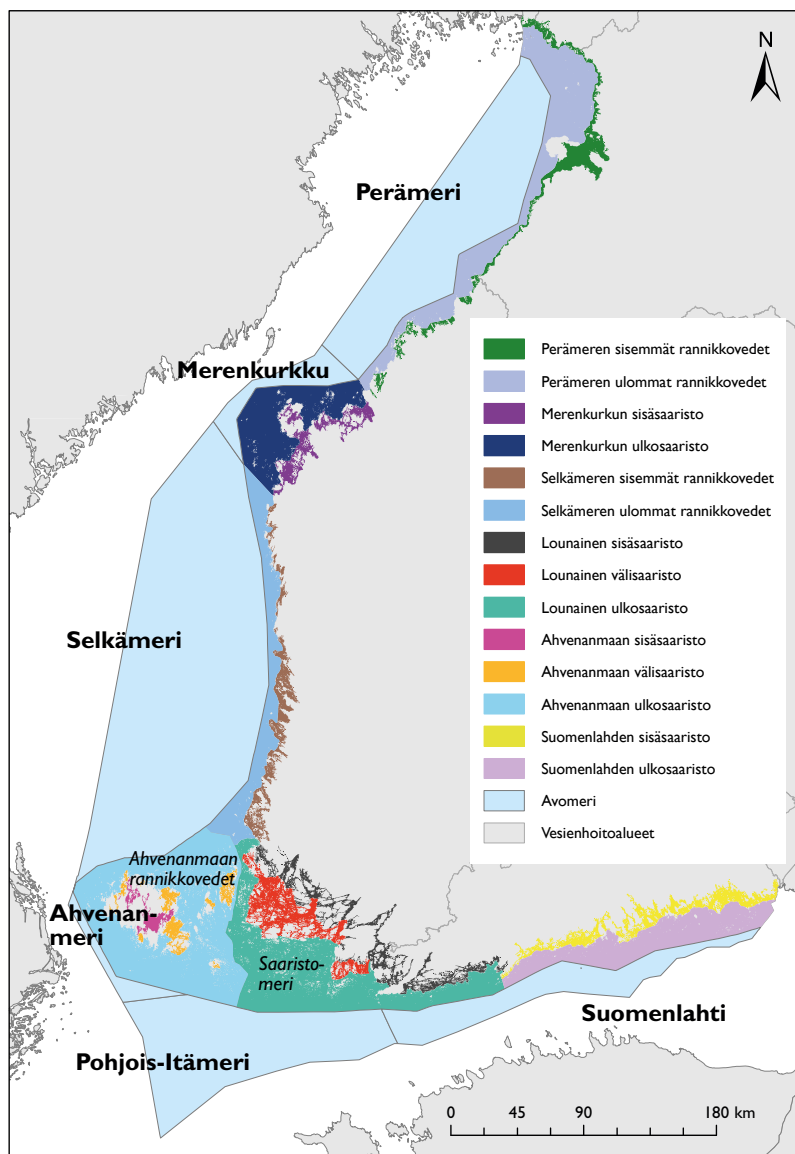 N
Perämeri
Merenkurkku
Perämeren sisemmät rannikkovedet
Perämeren ulommat rannikkovedet
Merenkurkun sisäsaaristo
Merenkurkun ulkosaaristo
Selkämeren sisemmät rannikkovedet
Selkämeren ulommat rannikkovedet
Lounainen sisäsaaristo
Lounainen välisaaristo
Lounainen ulkosaaristo
Ahvenanmaan sisäsaaristo
Ahvenanmaan välisaaristo
Ahvenanmaan ulkosaaristo
Suomenlahden sisäsaaristo
Suomenlahden ulkosaaristo
Avomeri
Vesienhoitoalueet
Selkämeri
Ahvenanmaan
rannikkovedet
Ahvenan-
meri
Saaristo-
meri
Suomenlahti
Pohjois-Itämeri
0 45 90 180 km